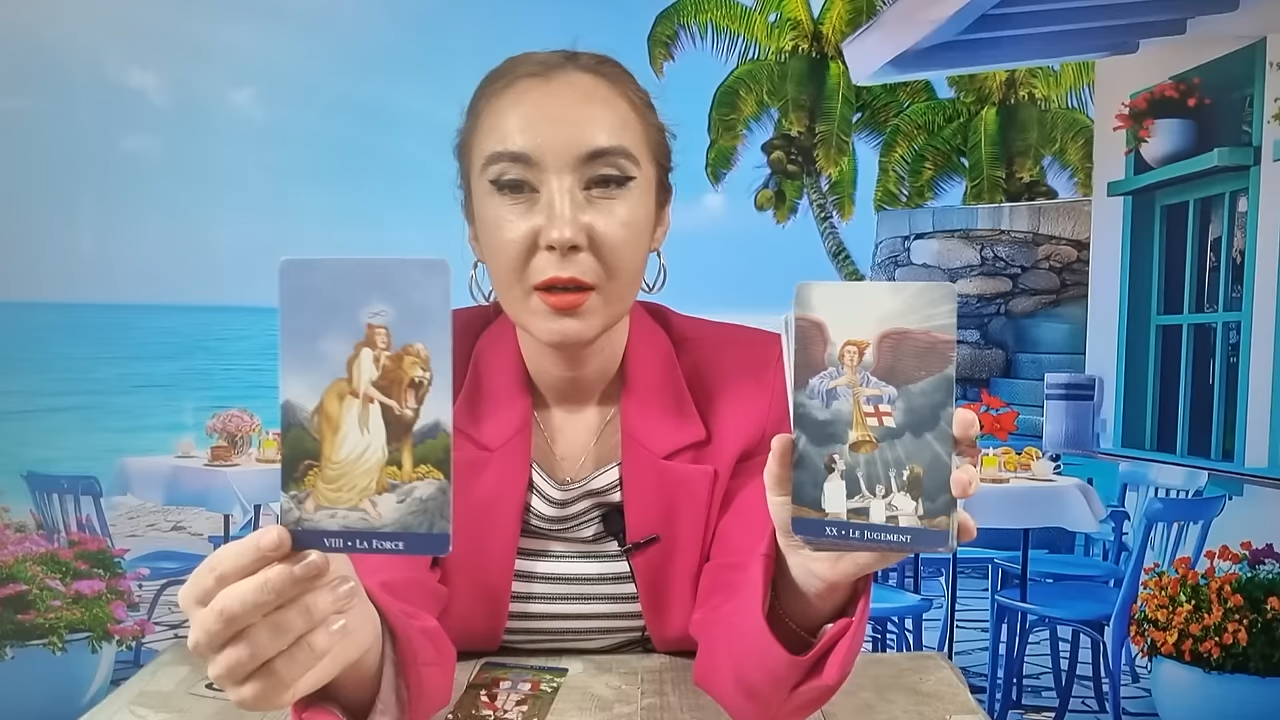 VIII • LA FORCE
XX • LE JUGEMENT